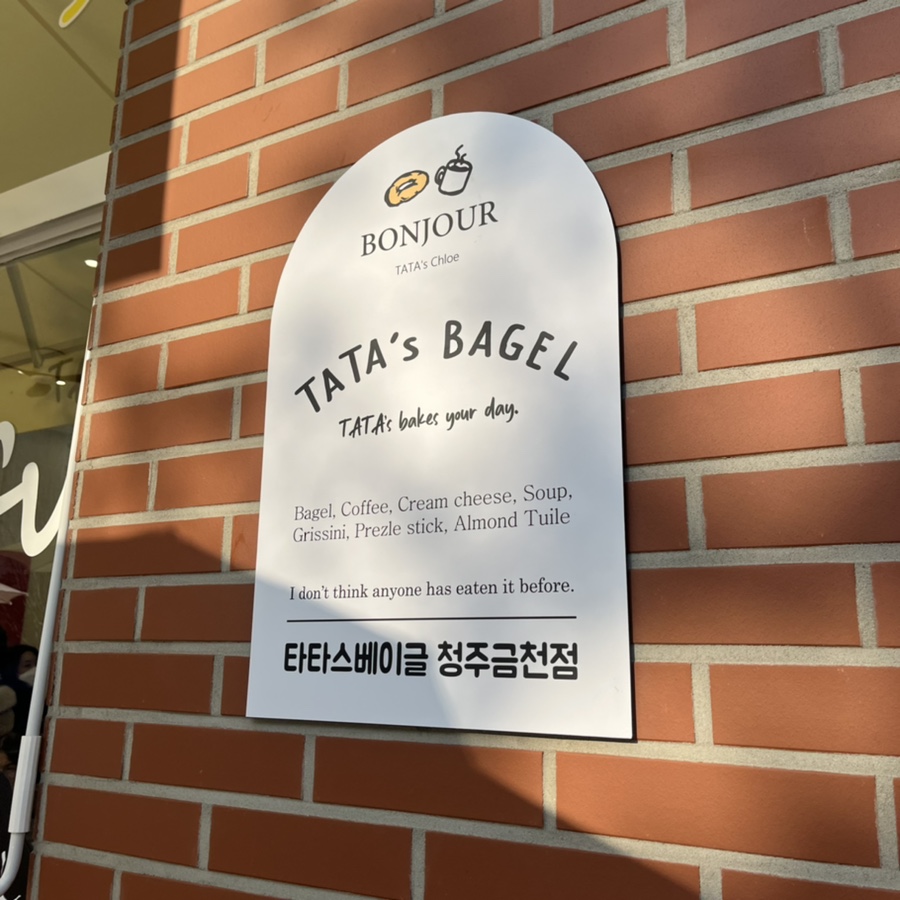 BONJOUR
TATA's Chloe
TATA's BAGEL
TATA's bakes your day.
Bagel, Coffee, Cream cheese, Soup,
Grissini, Prezle stick, Almond Tuile
I don't think anyone has eaten it before.
타타스베이글 청주금천점